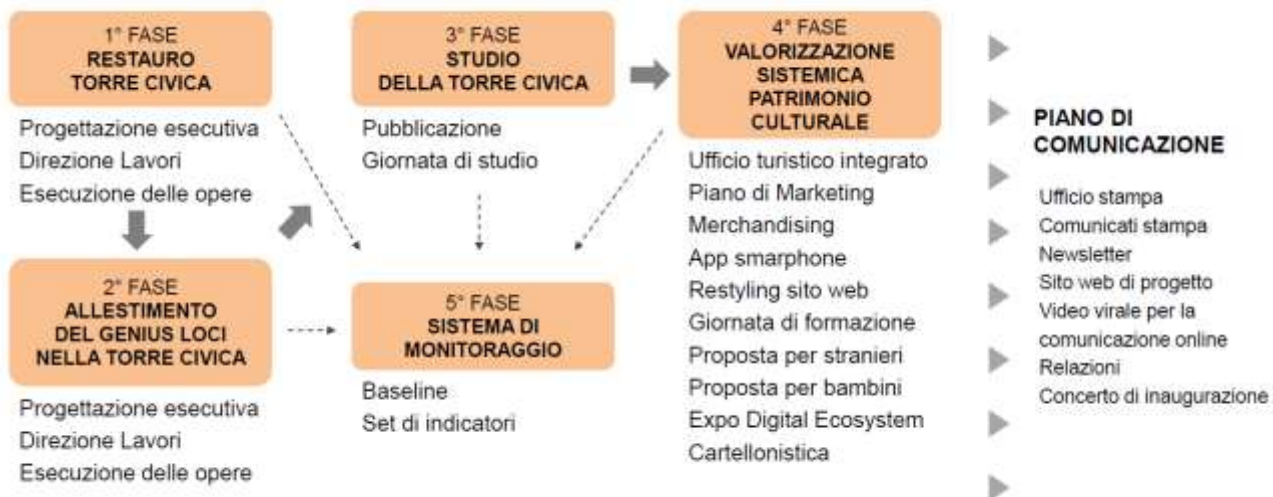 1° FASE
RESTAURO
TORRE CIVICA
Progettazione esecutiva
Direzione Lavori
Esecuzione delle opere
2° FASE
ALLESTIMENTO
DEL GENIUS LOCI
NELLA TORRE CIVICA
Progettazione esecutiva
Direzione Lavori
Esecuzione delle opere
3° FASE
STUDIO
DELLA TORRE CIVICA
Pubblicazione
Giornata di studio
5° FASE
SISTEMA DI
MONITORAGGIO
Baseline
Set di indicatori
4° FASE
VALORIZZAZIONE
SISTEMICA
PATRIMONIO
CULTURALE
Ufficio turistico integrato
Piano di Marketing
Merchandising
App smarphone
Restyling sito web
Giornata di formazione
Proposta per stranieri
Proposta per bambini
Expo Digital Ecosystem
Cartellonistica
PIANO DI
COMUNICAZIONE
Ufficio stampa
Comunicati stampa
Newsletter
Sito web di progetto
Video virale per la
comunicazione online
Relazioni
Concerto di inaugurazione